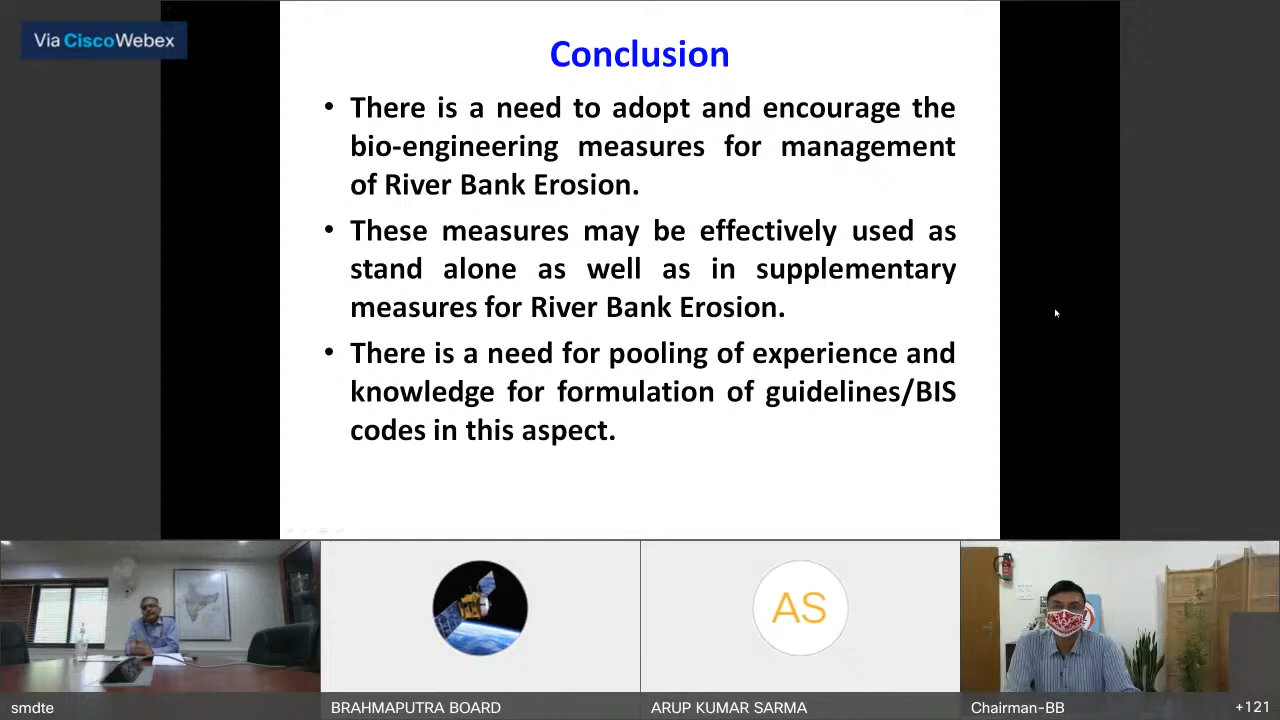 Via CiscoWebex
Conclusion
• There is a need to adopt and encourage the
bio-engineering measures for management
of River Bank Erosion.
• These measures may be effectively used as
stand alone as well as in supplementary
measures for River Bank Erosion.
• There is a need for pooling of experience and
knowledge for formulation of guidelines/BIS
codes in this aspect.
AS
smdte
BRAHMAPUTRA BOARD
ARUP KUMAR SARMA
Chairman-BB
+121